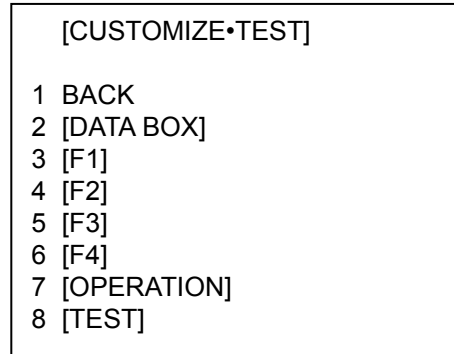 [CUSTOMIZE•TEST]
1 BACK
2 [DATA BOX]
3 [F1]
4 [F2]
5 [F3]
6 [F4]
7 [OPERATION]
8 [TEST]